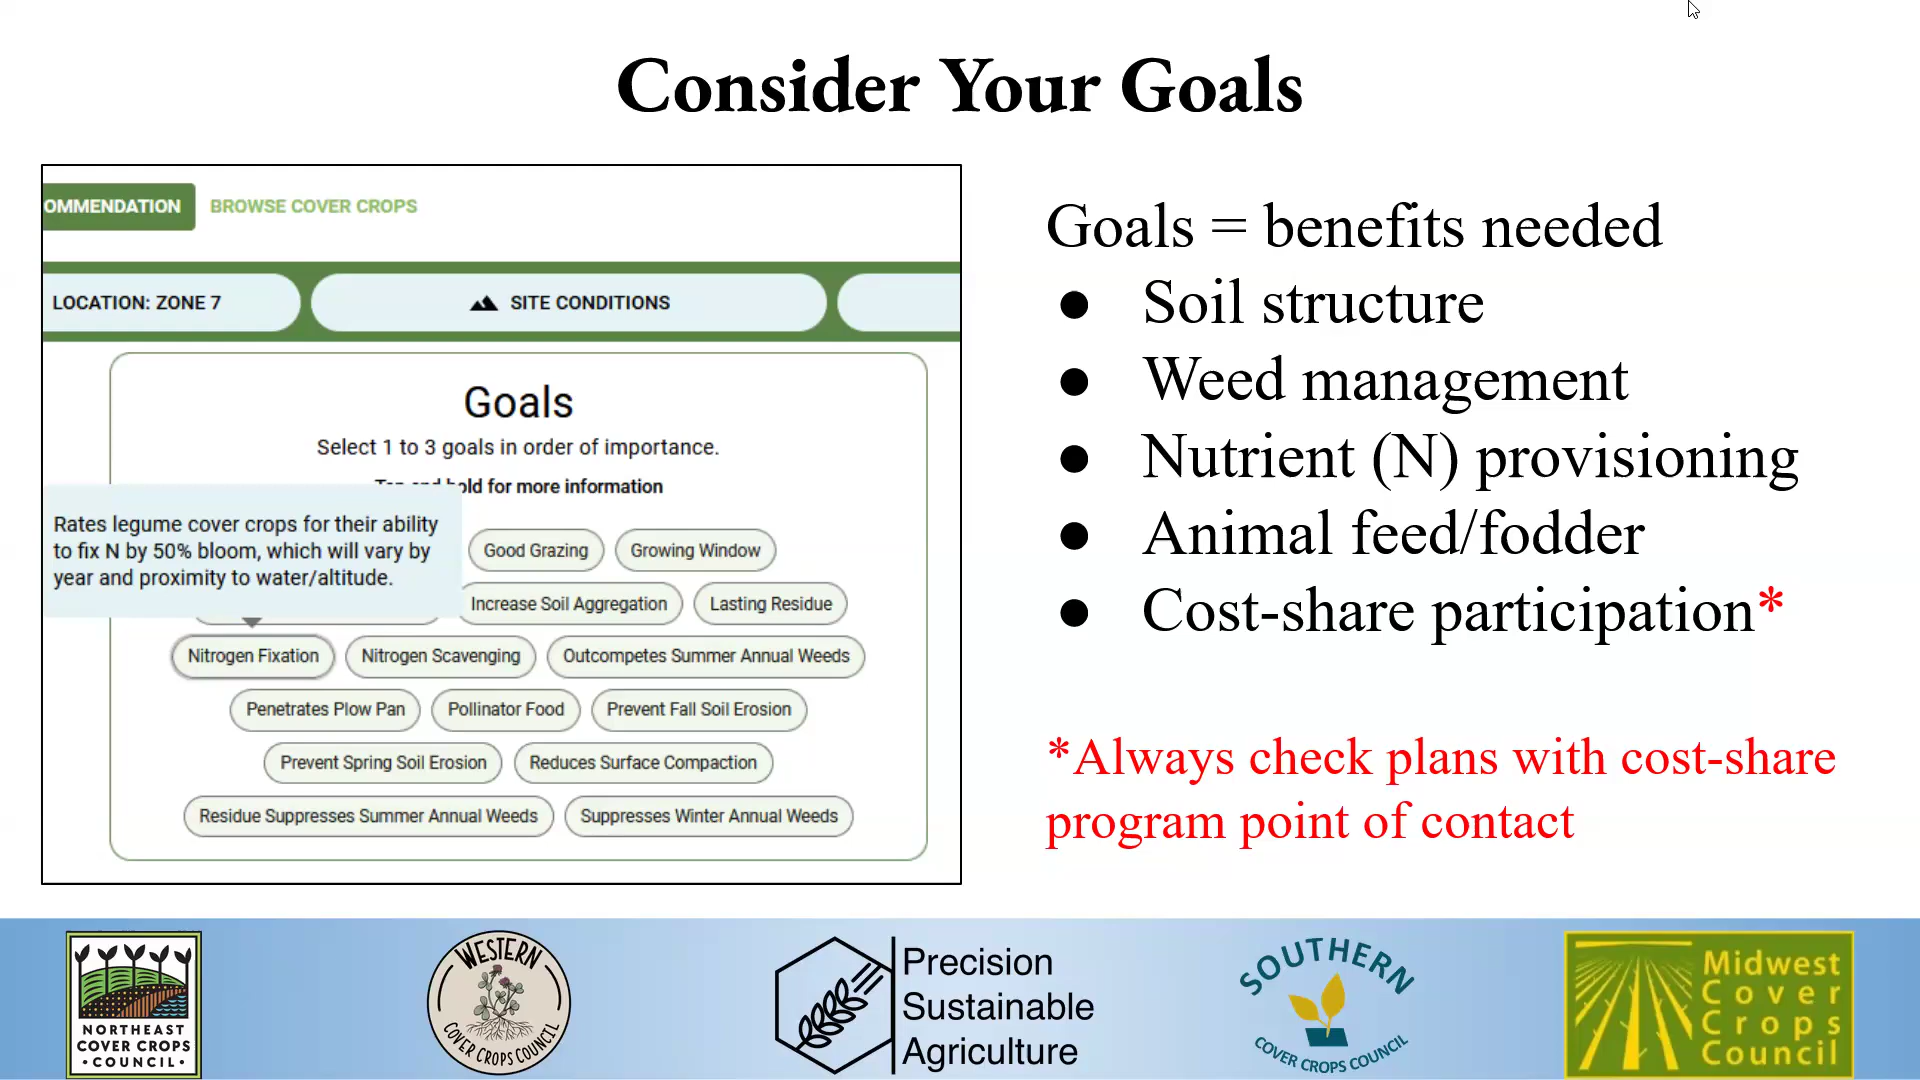 Consider Your Goals
OMMENDATION
BROWSE COVER CROPS
LOCATION: ZONE 7
SITE CONDITIONS
Goals
Select 1 to 3 goals in order of importance.
for more information
Rates legume cover crops for their ability
to fix N by 50% bloom, which will vary by
year and proximity to water/altitude.
Good Grazing
Growing Window
Increase Soil Aggregation
Lasting Residue
Nitrogen Fixation
Nitrogen Scavenging
Outcompetes Summer Annual Weeds
Penetrates Plow Pan
Pollinator Food
Prevent Fall Soil Erosion
Prevent Spring Soil Erosion
Reduces Surface Compaction
Residue Suppresses Summer Annual Weeds
Suppresses Winter Annual Weeds
Goals = benefits needed
● Soil structure
● Weed management
● Nutrient (N) provisioning
● Animal feed/fodder
● Cost-share participation*
*Always check plans with cost-share
program point of contact
NORTHEAST
COVER CROPS
•COUNCIL•
WESTERN
COVER CROPS COUNCIL
Precision
Sustainable
Agriculture
SOUTHERN
COVER CROPS COUNCIL
Midwest
Cover
Crops
Council